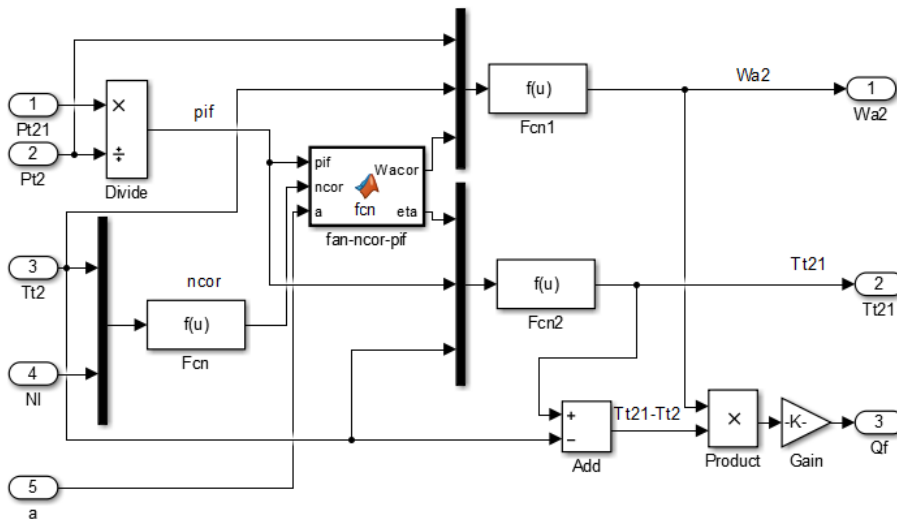 1
Pt21
2
Pt2
×
÷
Divide
pif
3
Tt2
4
Nl
ncor
f(u)
Fcn
5
a
pif
ncor
a
Wacor
eta
fcn
fan-ncor-pif
f(u)
Fcn1
Wa2
1
Wa2
f(u)
Fcn2
Tt21
2
Tt21
+
−
Add
Tt21-Tt2
×
Product
-K-
Gain
3
Qf